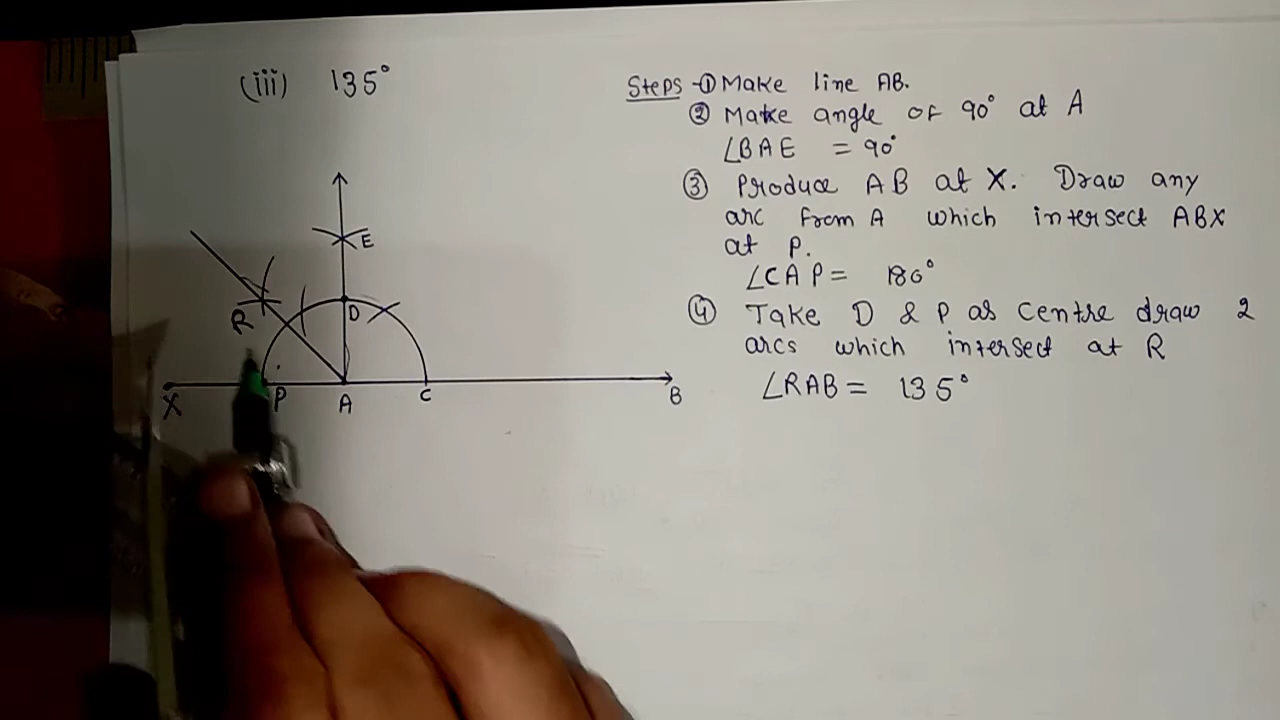 (iii) 135°
Steps -① Make line AB.
② Make angle of 90° at A
∠BAE = 90°
③ Produce AB at X. Draw any
arc from A which intersect ABX
at P.
∠CAP = 180°
④ Take D & P as centre draw 2
arcs which intersect at R
∠RAB = 135°
E
D
R
X
P
A
C
B